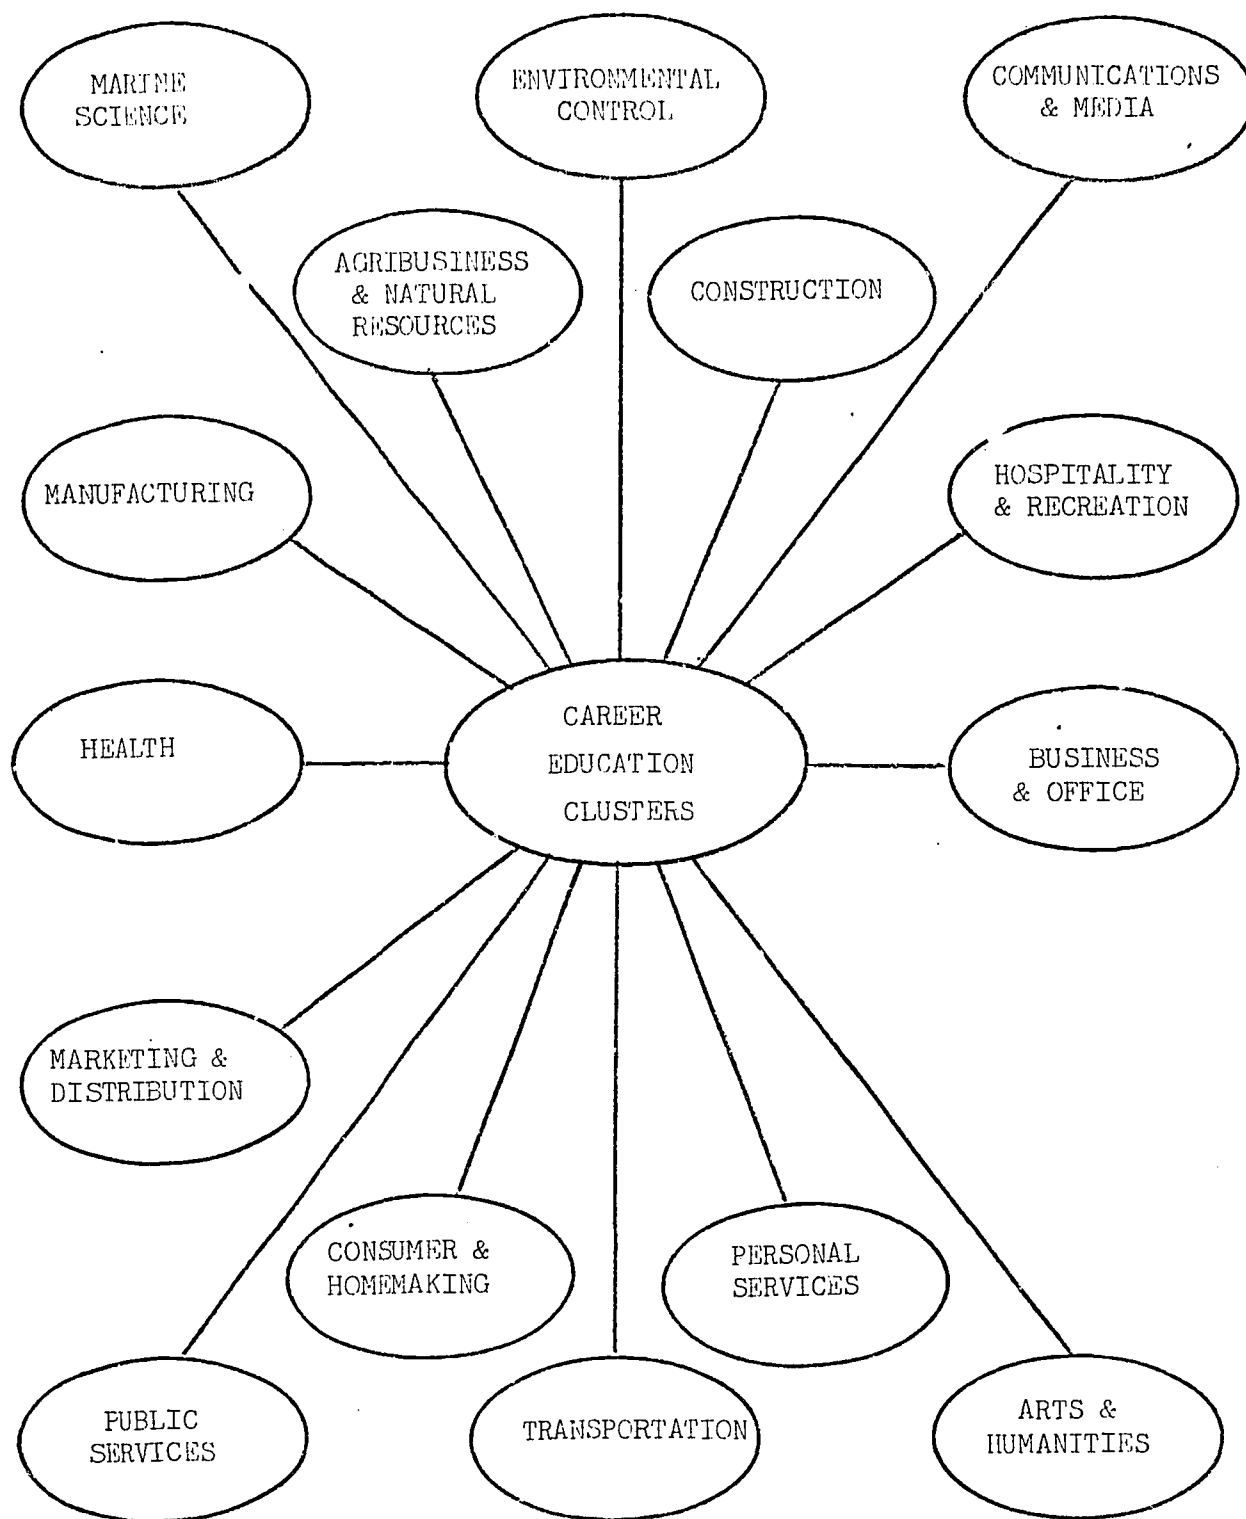 MARINE
SCIENCE
ENVIRONMENTAL
CONTROL
COMMUNICATIONS
& MEDIA
AGRIBUSINESS
& NATURAL
RESOURCES
CONSTRUCTION
MANUFACTURING
HOSPITALITY
& RECREATION
HEALTH
CAREER
EDUCATION
CLUSTERS
BUSINESS
& OFFICE
MARKETING &
DISTRIBUTION
CONSUMER &
HOMEMAKING
PERSONAL
SERVICES
PUBLIC
SERVICES
TRANSPORTATION
ARTS &
HUMANITIES